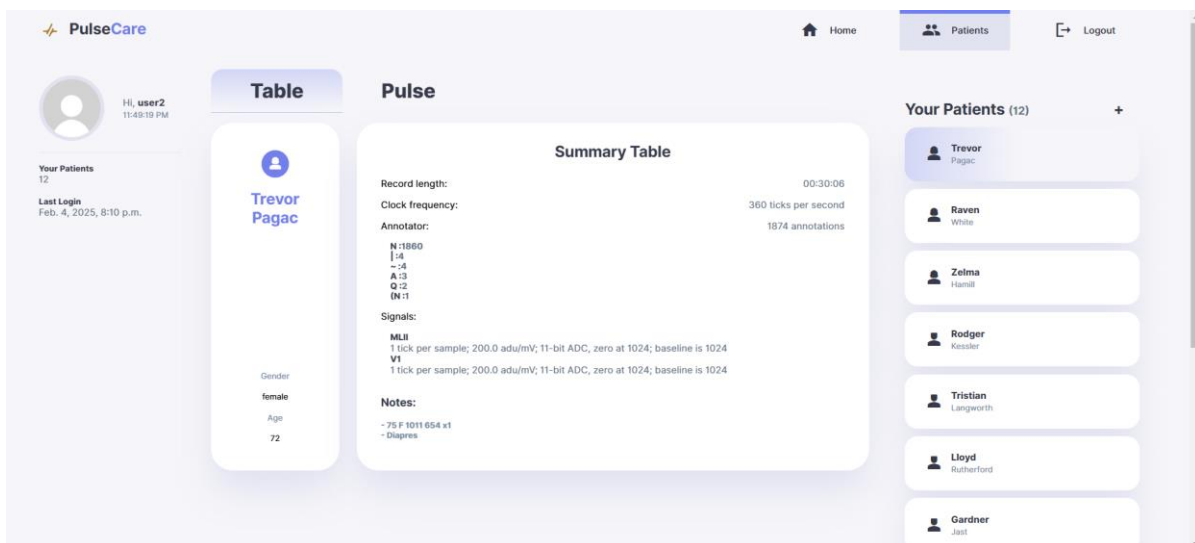 PulseCare
Home
Patients
Logout
Hi, user2
11:49:19 PM
Your Patients
12
Last Login
Feb. 4, 2025, 8:10 p.m.
Table
Pulse
Trevor
Pagac
Gender
female
Age
72
Summary Table
Record length: 00:30:06
Clock frequency: 360 ticks per second
Annotator: 1874 annotations
N :1860
| :4
~ :4
A :3
Q :2
(N :1
Signals:
MLII
1 tick per sample; 200.0 adu/mV; 11-bit ADC, zero at 1024; baseline is 1024
V1
1 tick per sample; 200.0 adu/mV; 11-bit ADC, zero at 1024; baseline is 1024
Notes:
- 75 F 1011 654 x1
- Diapres
Your Patients (12) +
Trevor
Pagac
Raven
White
Zelma
Hamill
Rodger
Kessler
Tristian
Langworth
Lloyd
Rutherford
Gardner
Jast